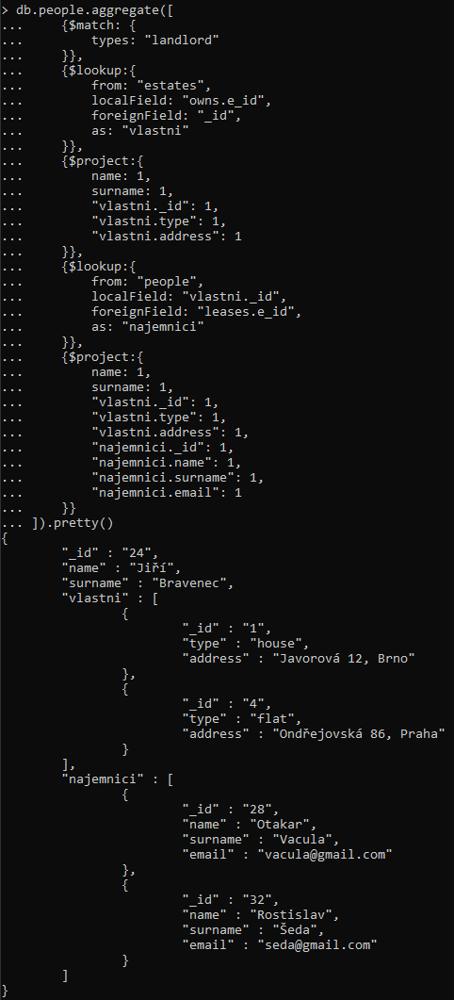 > db.people.aggregate([
...     {$match: {
...         types: "landlord"
...     }},
...     {$lookup:{
...         from: "estates",
...         localField: "owns.e_id",
...         foreignField: "_id",
...         as: "vlastni"
...     }},
...     {$project:{
...         name: 1,
...         surname: 1,
...         "vlastni._id": 1,
...         "vlastni.type": 1,
...         "vlastni.address": 1
...     }},
...     {$lookup:{
...         from: "people",
...         localField: "vlastni._id",
...         foreignField: "leases.e_id",
...         as: "najemnici"
...     }},
...     {$project:{
...         name: 1,
...         surname: 1,
...         "vlastni._id": 1,
...         "vlastni.type": 1,
...         "vlastni.address": 1,
...         "najemnici._id": 1,
...         "najemnici.name": 1,
...         "najemnici.surname": 1,
...         "najemnici.email": 1
...     }}
... ]).pretty()
{
        "_id" : "24",
        "name" : "Jiří",
        "surname" : "Bravenec",
        "vlastni" : [
                {
                        "_id" : "1",
                        "type" : "house",
                        "address" : "Javorová 12, Brno"
                },
                {
                        "_id" : "4",
                        "type" : "flat",
                        "address" : "Ondřejovská 86, Praha"
                }
        ],
        "najemnici" : [
                {
                        "_id" : "28",
                        "name" : "Otakar",
                        "surname" : "Vacula",
                        "email" : "vacula@gmail.com"
                },
                {
                        "_id" : "32",
                        "name" : "Rostislav",
                        "surname" : "Šeda",
                        "email" : "seda@gmail.com"
                }
        ]
}